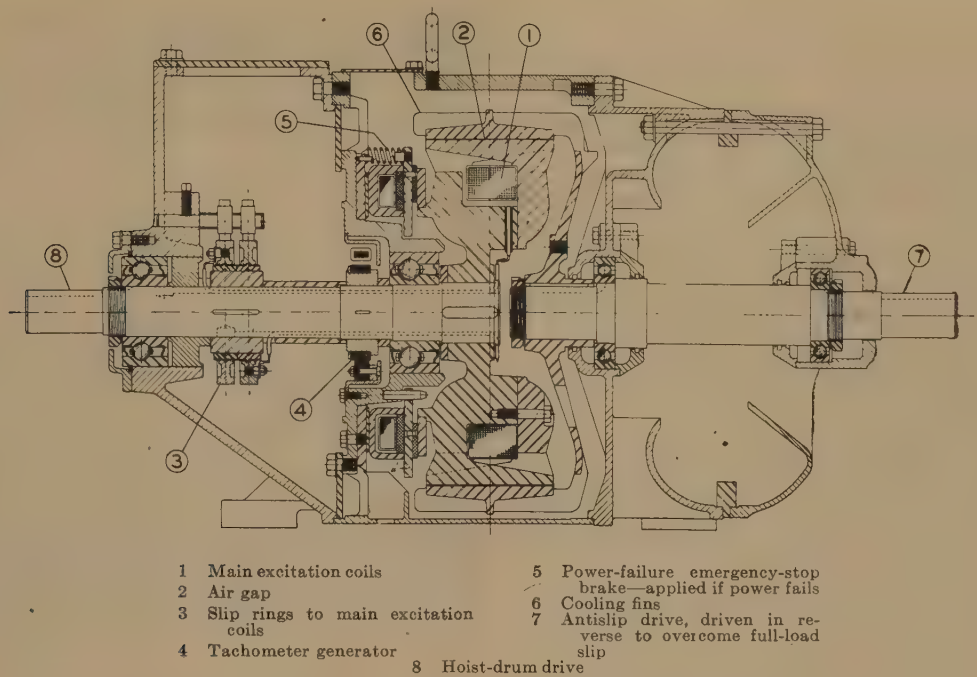 6 2 1
5
8
7
4
3
1 Main excitation coils
2 Air gap
3 Slip rings to main excitation
coils
4 Tachometer generator
5 Power-failure emergency-stop
brake—applied if power fails
6 Cooling fins
7 Antislip drive, driven in re-
verse to overcome full-load
slip
8 Hoist-drum drive